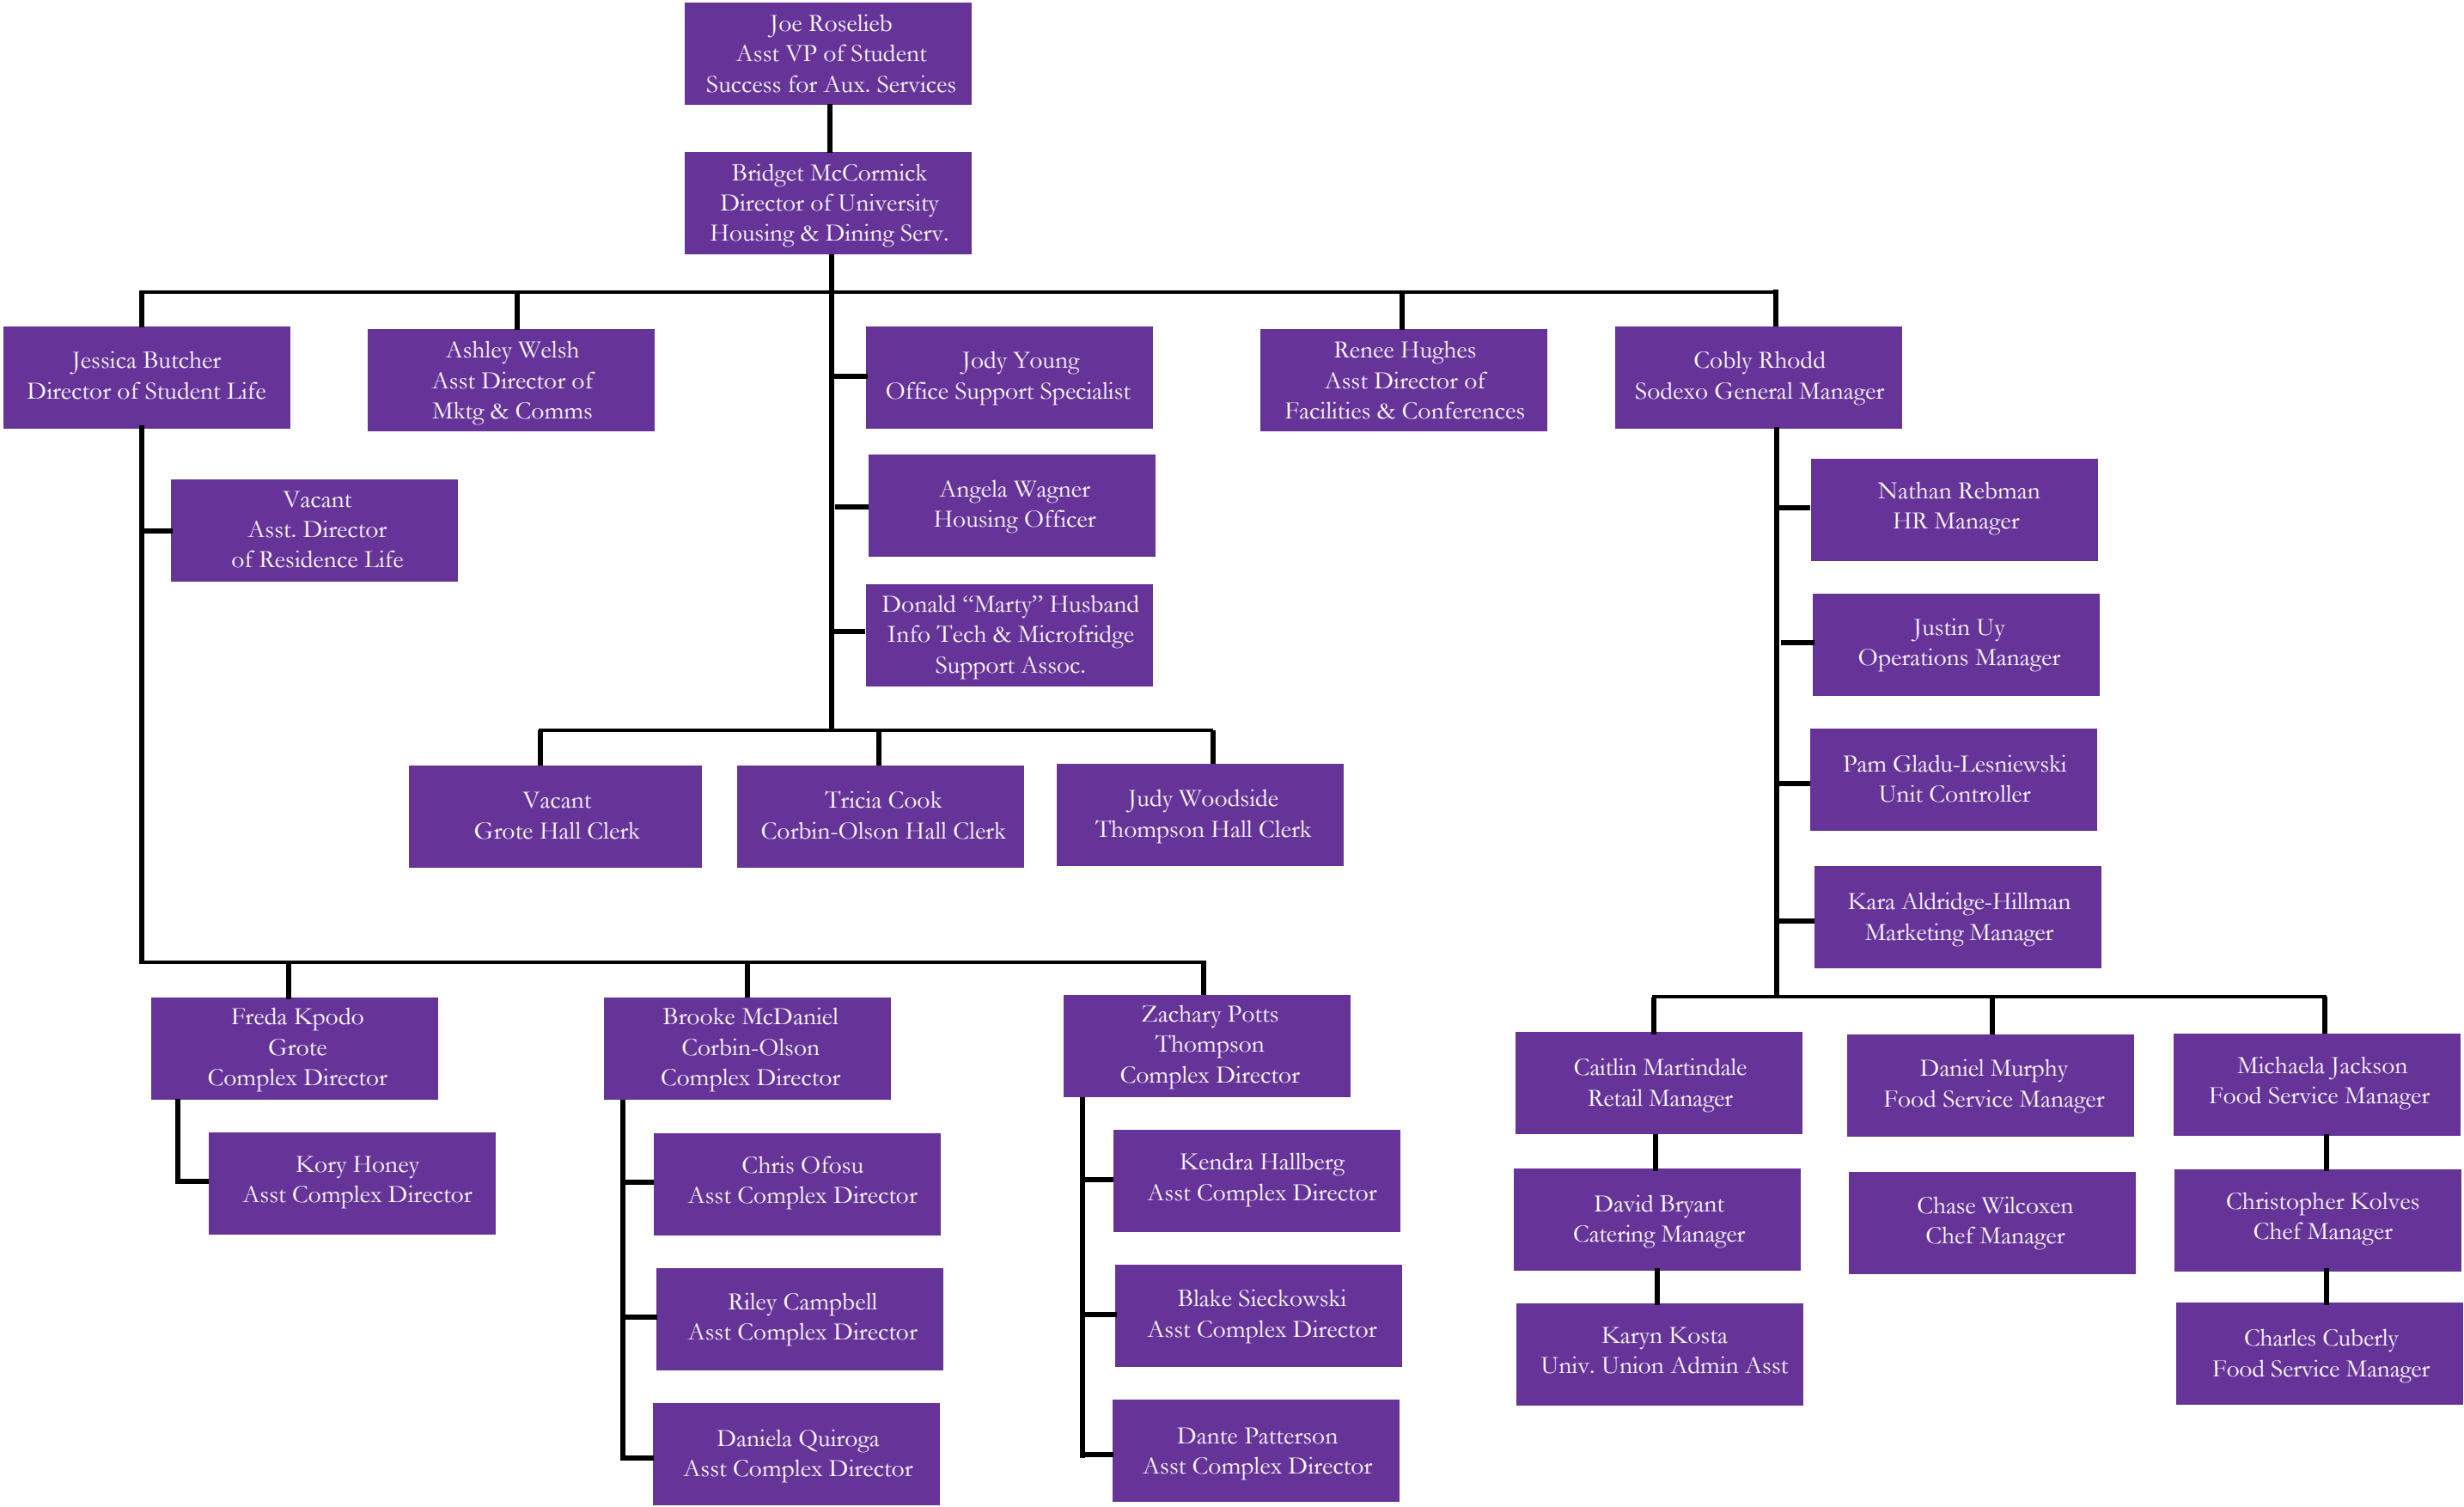 Joe Roselieb
Asst VP of Student
Success for Aux. Services
Bridget McCormick
Director of University
Housing & Dining Serv.
Jessica Butcher
Director of Student Life
Ashley Welsh
Asst Director of
Mktg & Comms
Jody Young
Office Support Specialist
Renee Hughes
Asst Director of
Facilities & Conferences
Cobly Rhodd
Sodexo General Manager
Vacant
Asst. Director
of Residence Life
Angela Wagner
Housing Officer
Nathan Rebman
HR Manager
Donald “Marty” Husband
Info Tech & Microfridge
Support Assoc.
Justin Uy
Operations Manager
Vacant
Grote Hall Clerk
Tricia Cook
Corbin-Olson Hall Clerk
Judy Woodside
Thompson Hall Clerk
Pam Gladu-Lesniewski
Unit Controller
Kara Aldridge-Hillman
Marketing Manager
Freda Kpodo
Grote
Complex Director
Brooke McDaniel
Corbin-Olson
Complex Director
Zachary Potts
Thompson
Complex Director
Caitlin Martindale
Retail Manager
Daniel Murphy
Food Service Manager
Michaela Jackson
Food Service Manager
Kory Honey
Asst Complex Director
Chris Ofosu
Asst Complex Director
Kendra Hallberg
Asst Complex Director
David Bryant
Catering Manager
Chase Wilcoxen
Chef Manager
Christopher Kolves
Chef Manager
Riley Campbell
Asst Complex Director
Blake Sieckowski
Asst Complex Director
Karyn Kosta
Univ. Union Admin Asst
Charles Cuberly
Food Service Manager
Daniela Quiroga
Asst Complex Director
Dante Patterson
Asst Complex Director